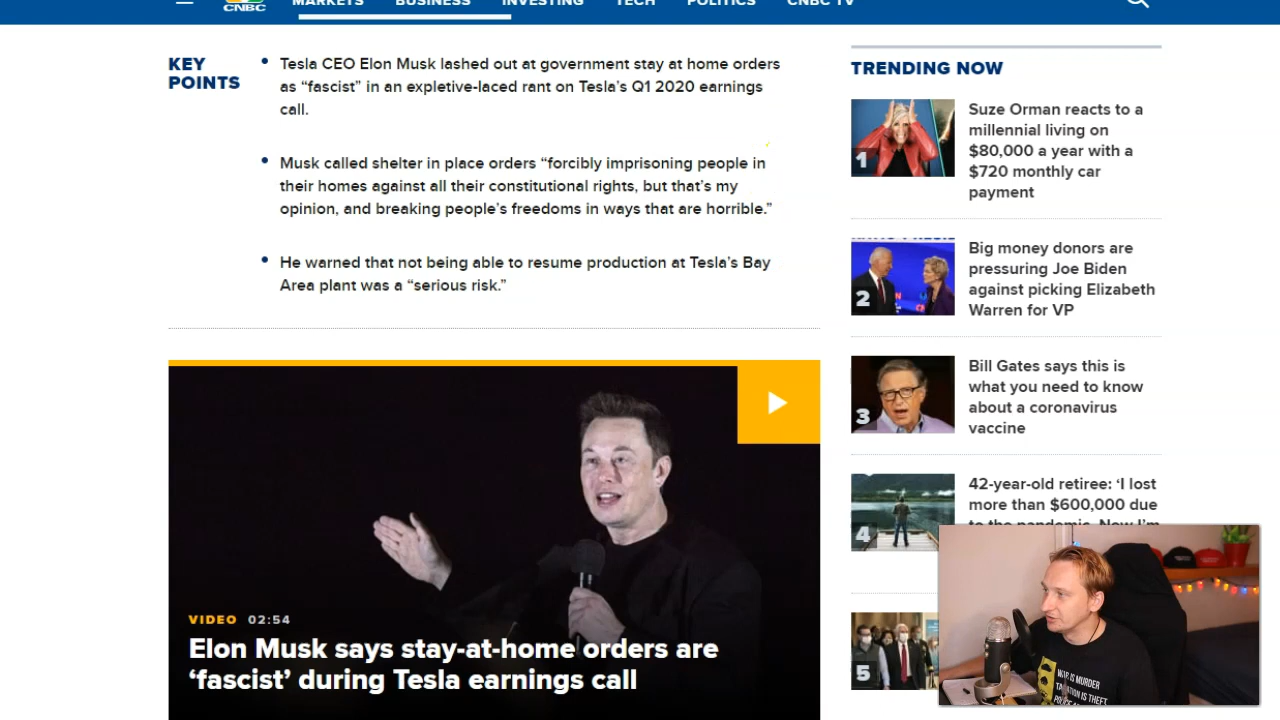 MARKETS BUSINESS INVESTING TECH POLITICS CNBC TV
CNBC
KEY
POINTS
Tesla CEO Elon Musk lashed out at government stay at home orders
as “fascist” in an expletive-laced rant on Tesla’s Q1 2020 earnings
call.
Musk called shelter in place orders “forcibly imprisoning people in
their homes against all their constitutional rights, but that’s my
opinion, and breaking people’s freedoms in ways that are horrible.”
He warned that not being able to resume production at Tesla’s Bay
Area plant was a “serious risk.”
VIDEO 02:54
Elon Musk says stay-at-home orders are
‘fascist’ during Tesla earnings call
TRENDING NOW
1
Suze Orman reacts to a
millennial living on
$80,000 a year with a
$720 monthly car
payment
2
Big money donors are
pressuring Joe Biden
against picking Elizabeth
Warren for VP
3
Bill Gates says this is
what you need to know
about a coronavirus
vaccine
4
42-year-old retiree: ‘I lost
more than $600,000 due
to the pandemic. Now I’m
5
WAR IS MURDER
IS THEFT